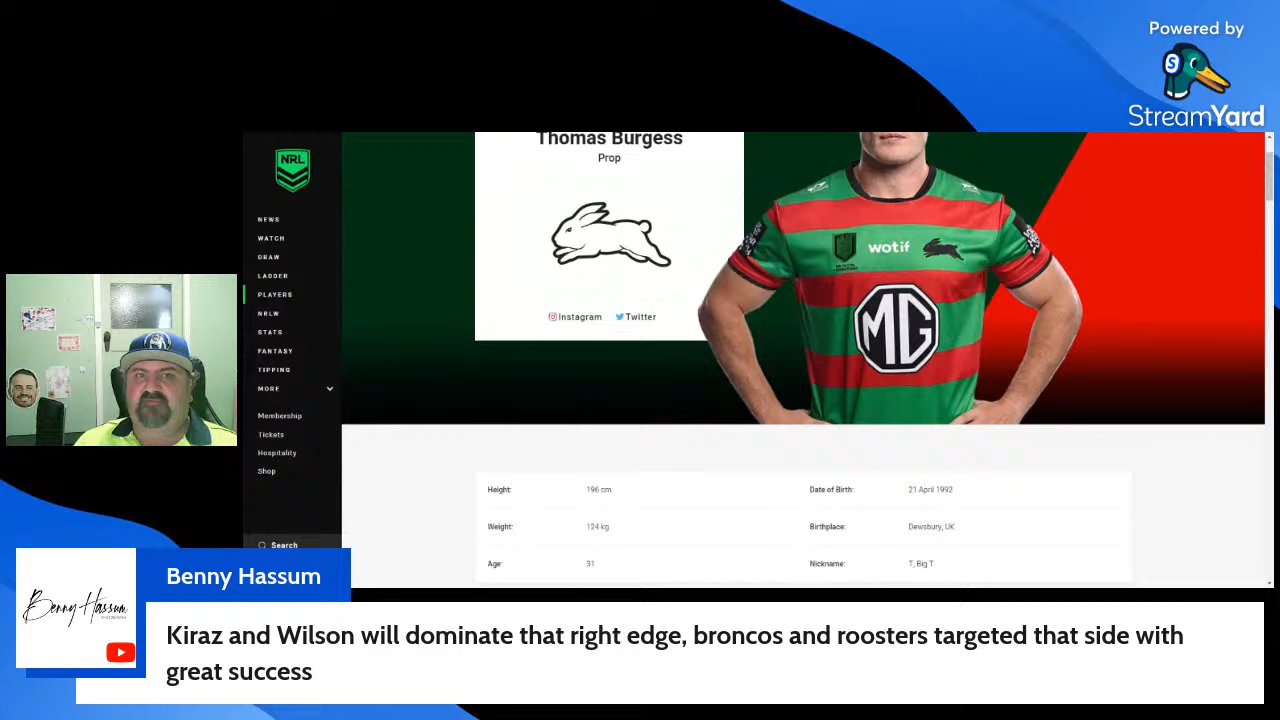 Powered by
StreamYard
NRL
NEWS
WATCH
DRAW
LADDER
PLAYERS
NRLW
STATS
FANTASY
TIPPING
MORE
Membership
Tickets
Hospitality
Shop
Search
Thomas Burgess
Prop
Instagram Twitter
wotif
MG
Height: 196 cm Date of Birth: 21 April 1992
Weight: 124 kg Birthplace: Dewsbury, UK
Age: 31 Nickname: T, Big T
Benny Hassum
Benny Hassum
Kiraz and Wilson will dominate that right edge, broncos and roosters targeted that side with
great success